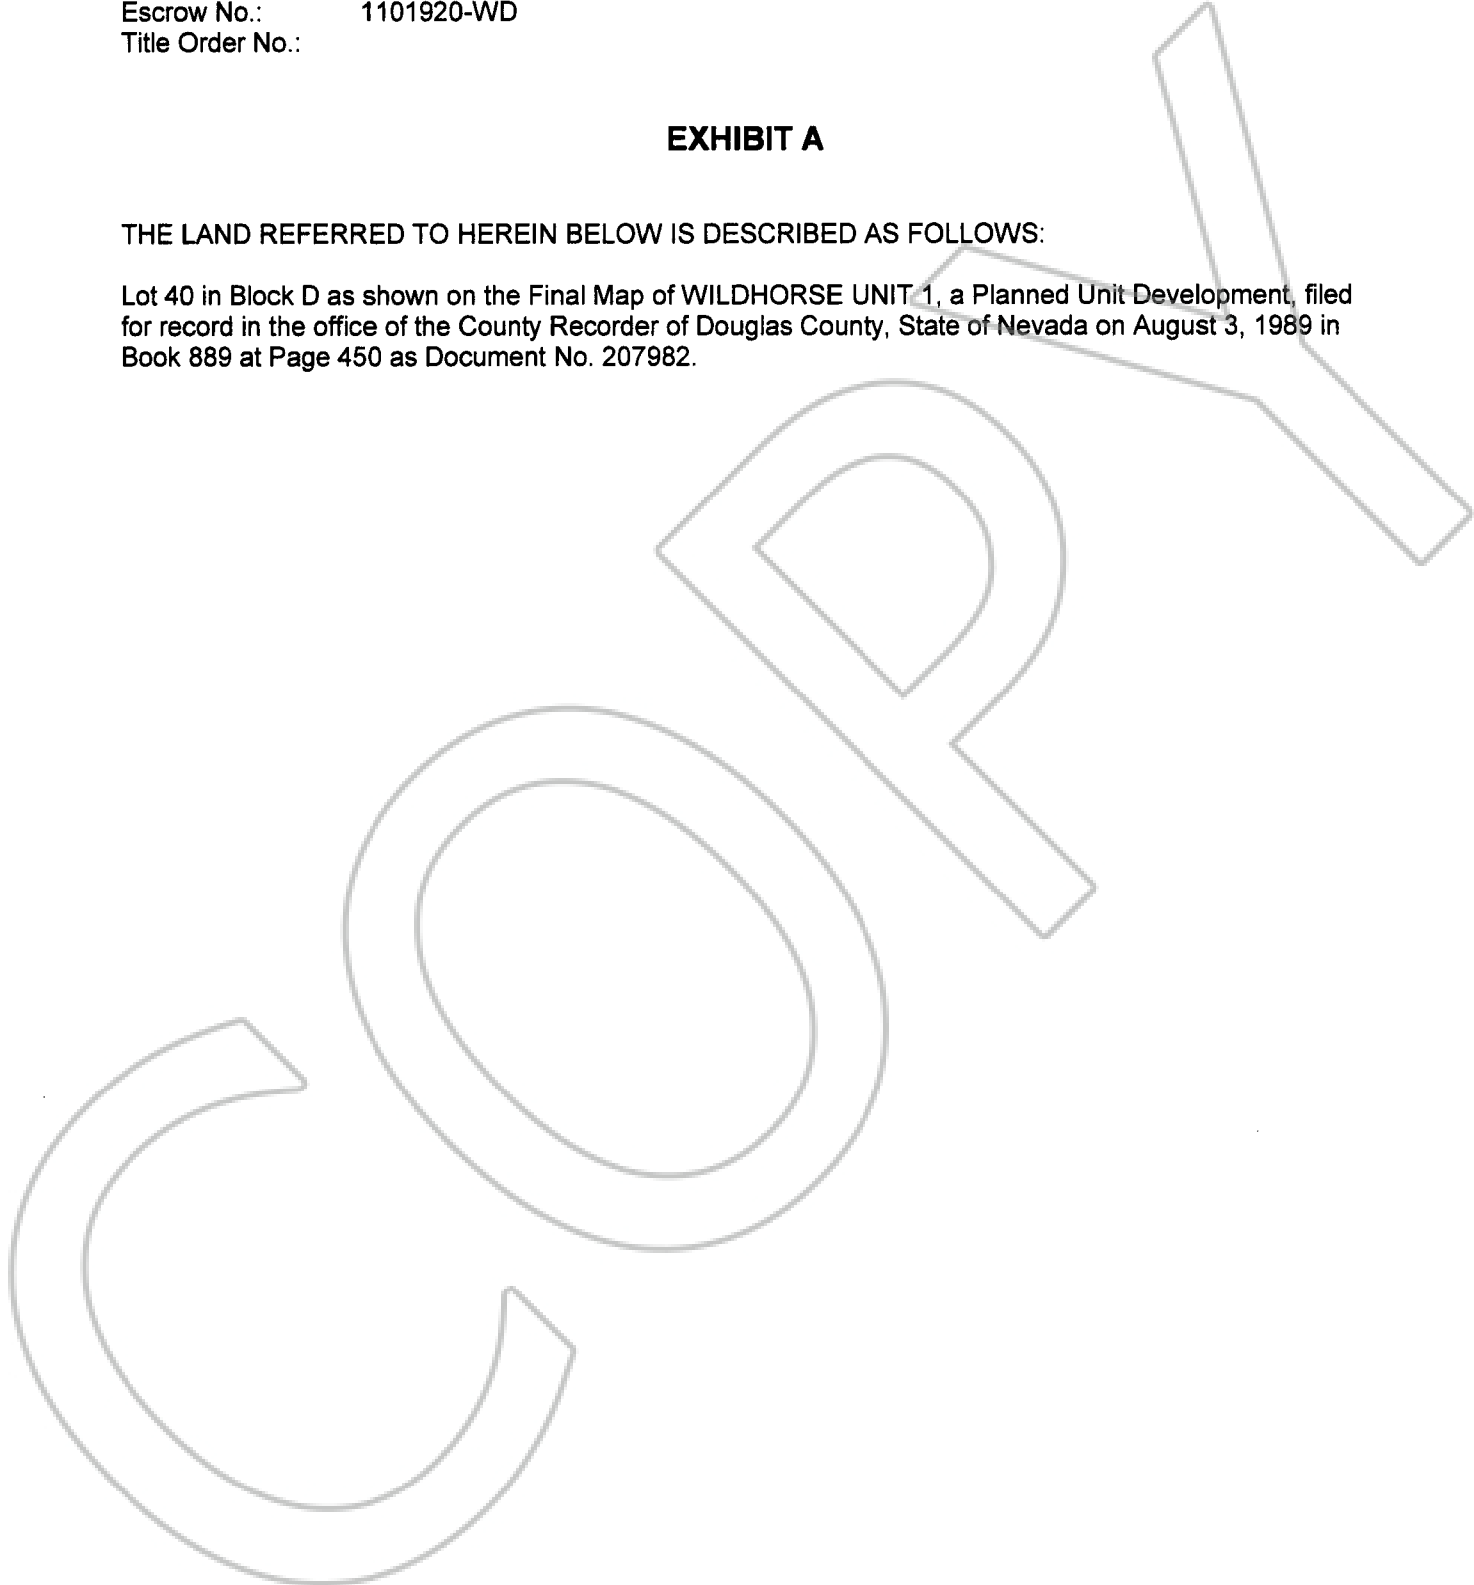 Escrow No.: 1101920-WD
Title Order No.:
EXHIBIT A
THE LAND REFERRED TO HEREIN BELOW IS DESCRIBED AS FOLLOWS:
Lot 40 in Block D as shown on the Final Map of WILDHORSE UNIT 1, a Planned Unit Development, filed
for record in the office of the County Recorder of Douglas County, State of Nevada on August 3, 1989 in
Book 889 at Page 450 as Document No. 207982.
COPY